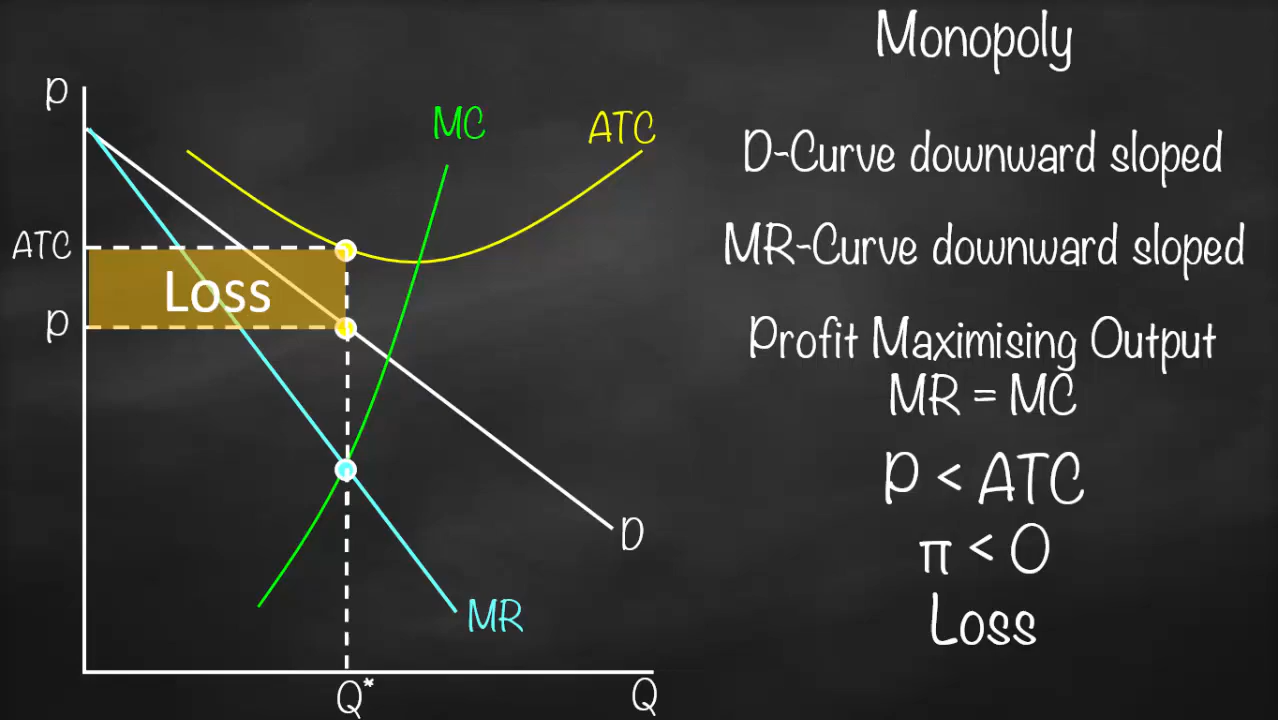 Monopoly
P
MC
ATC
D-Curve downward sloped
ATC
MR-Curve downward sloped
Loss
P
Profit Maximising Output
MR = MC
P < ATC
D
π < 0
MR
Loss
Q*
Q